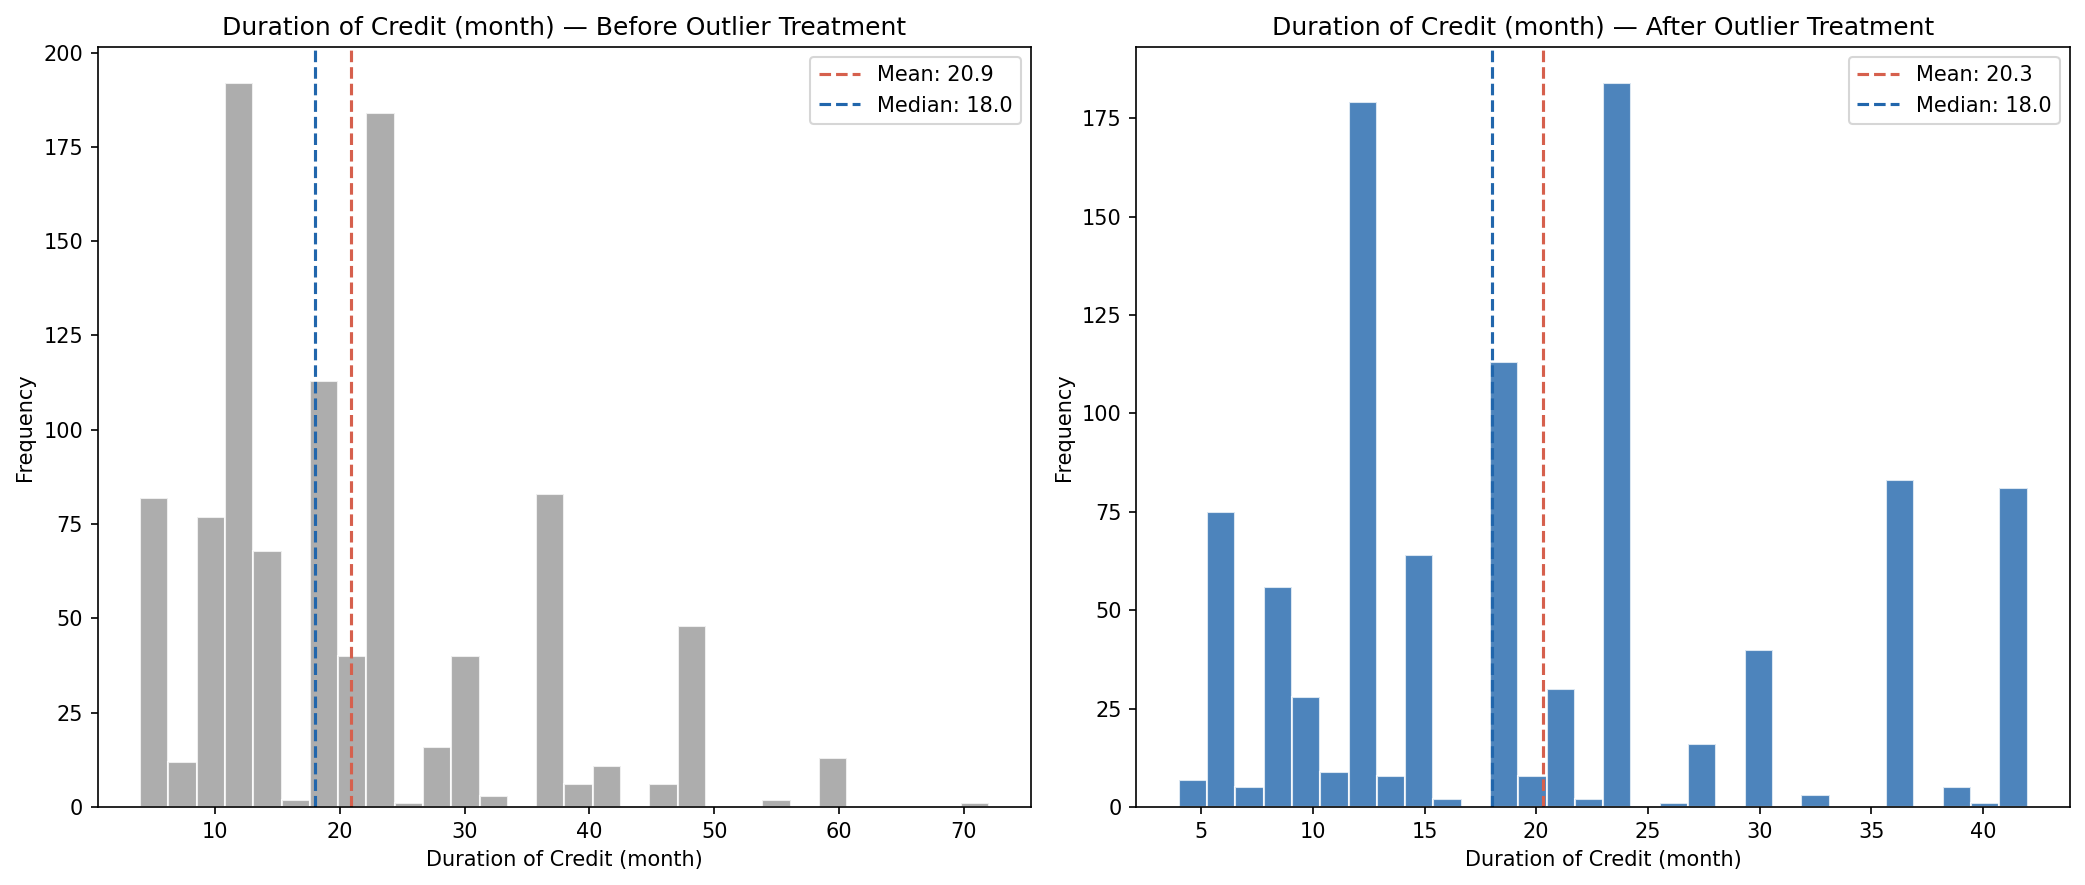 Duration of Credit (month) — Before Outlier Treatment
Mean: 20.9
Median: 18.0
Frequency
200
175
150
125
100
75
50
25
0
10 20 30 40 50 60 70
Duration of Credit (month)
Duration of Credit (month) — After Outlier Treatment
Mean: 20.3
Median: 18.0
Frequency
175
150
125
100
75
50
25
0
5 10 15 20 25 30 35 40
Duration of Credit (month)